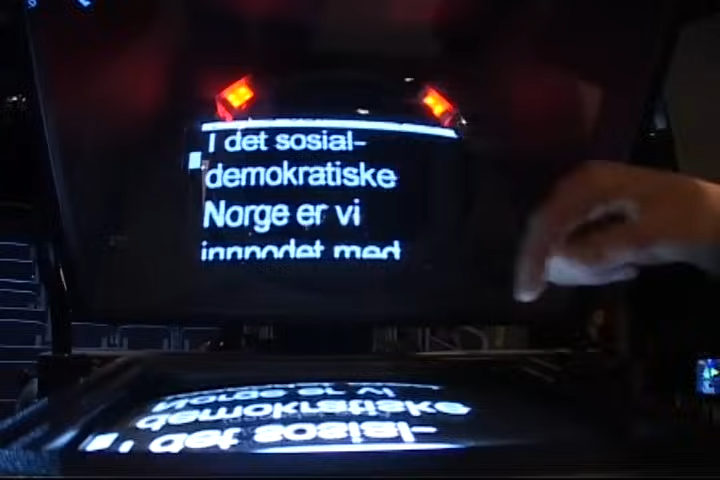 I det sosial-
demokratiske
Norge er vi
innpodet med